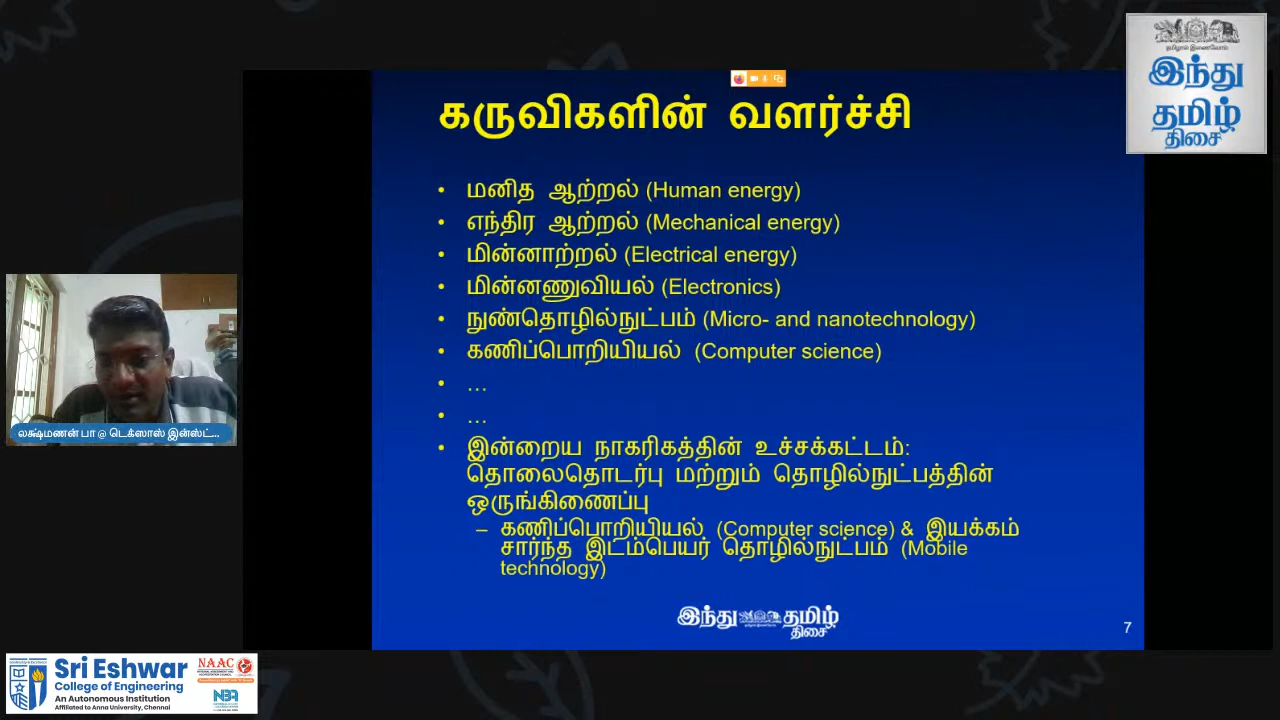 தமிழால் இணைவோம்
இந்து
தமிழ்
திசை
கருவிகளின் வளர்ச்சி
• மனித ஆற்றல் (Human energy)
• எந்திர ஆற்றல் (Mechanical energy)
• மின்னாற்றல் (Electrical energy)
• மின்னணுவியல் (Electronics)
• நுண்தொழில்நுட்பம் (Micro- and nanotechnology)
• கணிப்பொறியியல் (Computer science)
• …
• …
• இன்றைய நாகரிகத்தின் உச்சக்கட்டம்:
தொலைதொடர்பு மற்றும் தொழில்நுட்பத்தின்
ஒருங்கிணைப்பு
– கணிப்பொறியியல் (Computer science) & இயக்கம்
சார்ந்த இடம்பெயர் தொழில்நுட்பம் (Mobile
technology)
லக்ஷ்மணன் பா @ டெக்ஸாஸ் இன்ஸ்ட்...
இந்து தமிழ்
திசை
7
Sri Eshwar
College of Engineering
An Autonomous Institution
Affiliated to Anna University, Chennai
NAAC
NBA